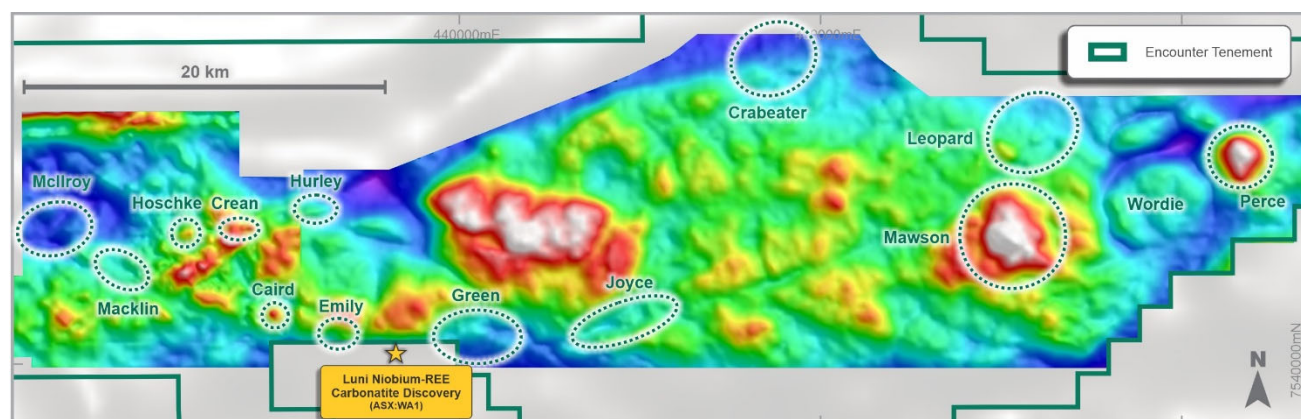 440000mE
20 km
Encounter Tenement
Crabeater
Leopard
McIlroy
Hurley
Hoschke
Crean
Wordie
Perce
Mawson
Macklin
Caird
Emily
Green
Joyce
Luni Niobium-REE
Carbonatite Discovery
(ASX:WA1)
N
7540000mN